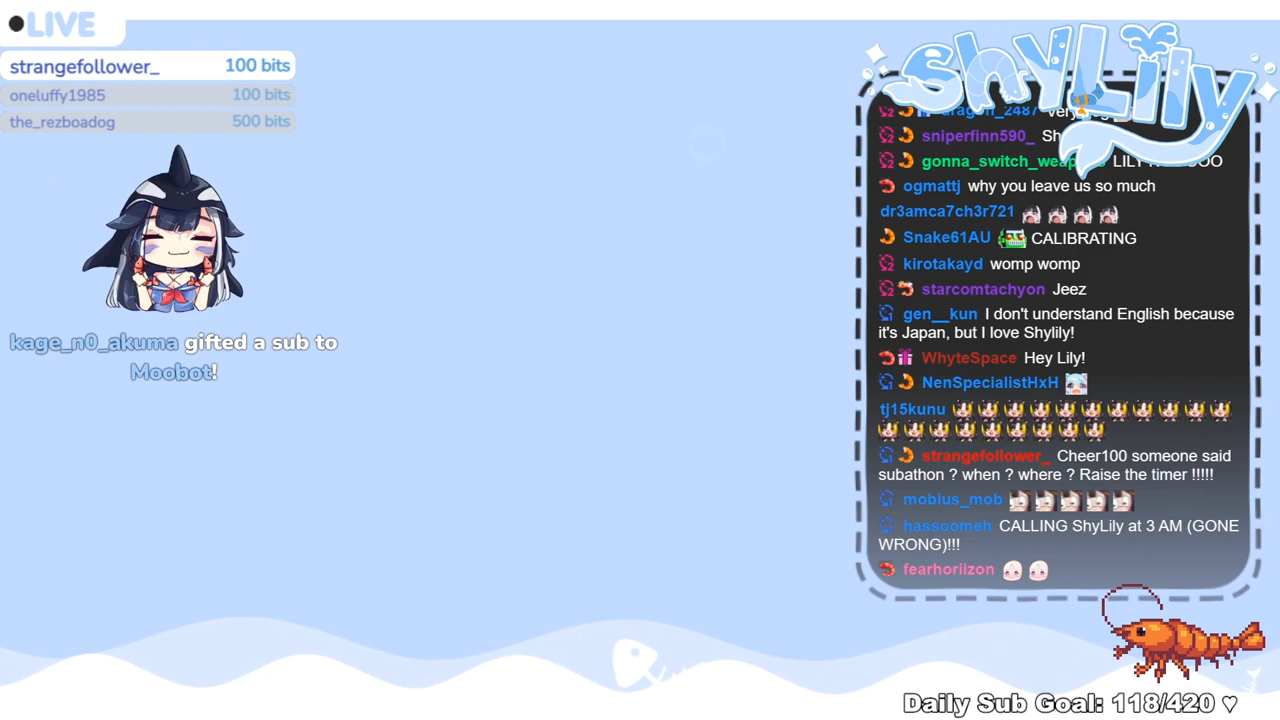 LIVE
strangefollower_ 100 bits
oneluffy1985 100 bits
the_rezboadog 500 bits
kage_n0_akuma gifted a sub to
Moobot!
shyLily
sniperfinn590_
LILY
ogmattj why you leave us so much
dr3amca7ch3r721
Snake61AU CALIBRATING
kirotakayd womp womp
starcomtachyon Jeez
gen__kun I don't understand English because
it's Japan, but I love Shylily!
WhyteSpace Hey Lily!
NenSpecialistHxH
tj15kunu
strangefollower_ Cheer100 someone said
subathon ? when ? where ? Raise the timer !!!!!
mobius_mob
hassoomeh CALLING ShyLily at 3 AM (GONE
WRONG)!!!
fearhoriizon
Daily Sub Goal: 118/420 ♥